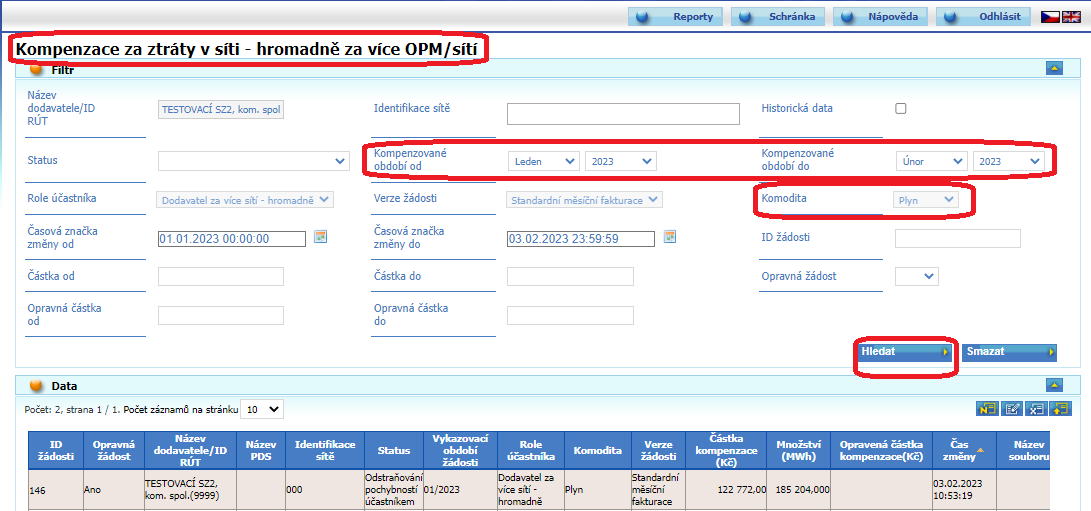 Reporty Schránka Nápověda Odhlásit
Kompenzace za ztráty v síti - hromadně za více OPM/sítí
Filtr
Název dodavatele/ID RÚT TESTOVACÍ SZ2, kom. spol Identifikace sítě Historická data
Status Kompenzované období od Leden 2023 Kompenzované období do Únor 2023
Role účastníka Dodavatel za více sítí - hromadně Verze žádosti Standardní měsíční fakturace Komodita Plyn
Časová značka změny od 01.01.2023 00:00:00 Časová značka změny do 03.02.2023 23:59:59 ID žádosti
Částka od Částka do Opravná žádost
Opravná částka od Opravná částka do
Hledat Smazat
Data
Počet: 2, strana 1 / 1. Počet záznamů na stránku 10
ID žádosti Opravná žádost Název dodavatele/ID RÚT Název PDS Identifikace sítě Status Vykazovací období žádosti Role účastníka Komodita Verze žádosti Částka kompenzace (Kč) Množství (MWh) Opravená částka kompenzace(Kč) Čas změny Název souboru
146 Ano TESTOVACÍ SZ2, kom. spol.(9999) 000 Odstraňování pochybností účastníkem 01/2023 Dodavatel za více sítí - hromadně Plyn Standardní měsíční fakturace 122 772,00 185 204,000 03.02.2023 10:53:19